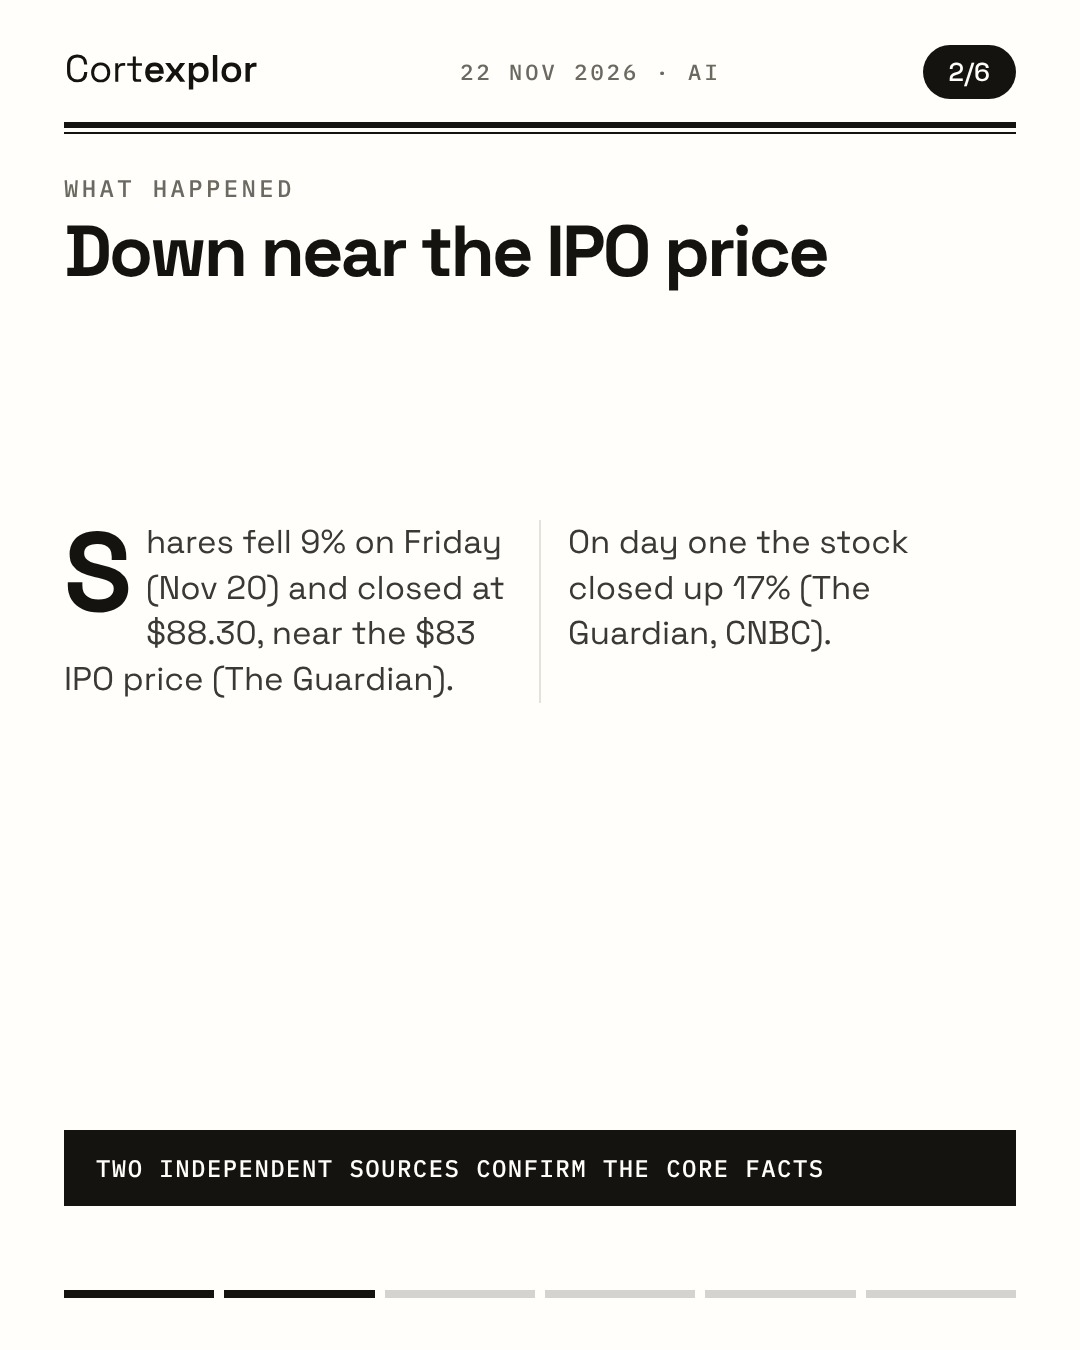 Cortexplor
22 NOV 2026 · AI
2/6
WHAT HAPPENED
Down near the IPO price
Shares fell 9% on Friday
(Nov 20) and closed at
$88.30, near the $83
IPO price (The Guardian).
On day one the stock
closed up 17% (The
Guardian, CNBC).
TWO INDEPENDENT SOURCES CONFIRM THE CORE FACTS